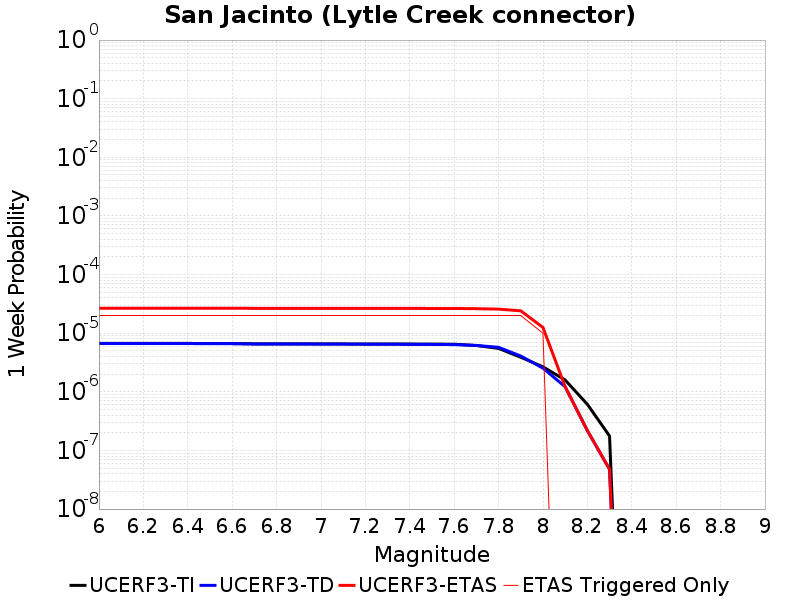 San Jacinto (Lytle Creek connector)
1 Week Probability
10^0
10^-1
10^-2
10^-3
10^-4
10^-5
10^-6
10^-7
10^-8
6 6.2 6.4 6.6 6.8 7 7.2 7.4 7.6 7.8 8 8.2 8.4 8.6 8.8 9
Magnitude
UCERF3-TI UCERF3-TD UCERF3-ETAS ETAS Triggered Only